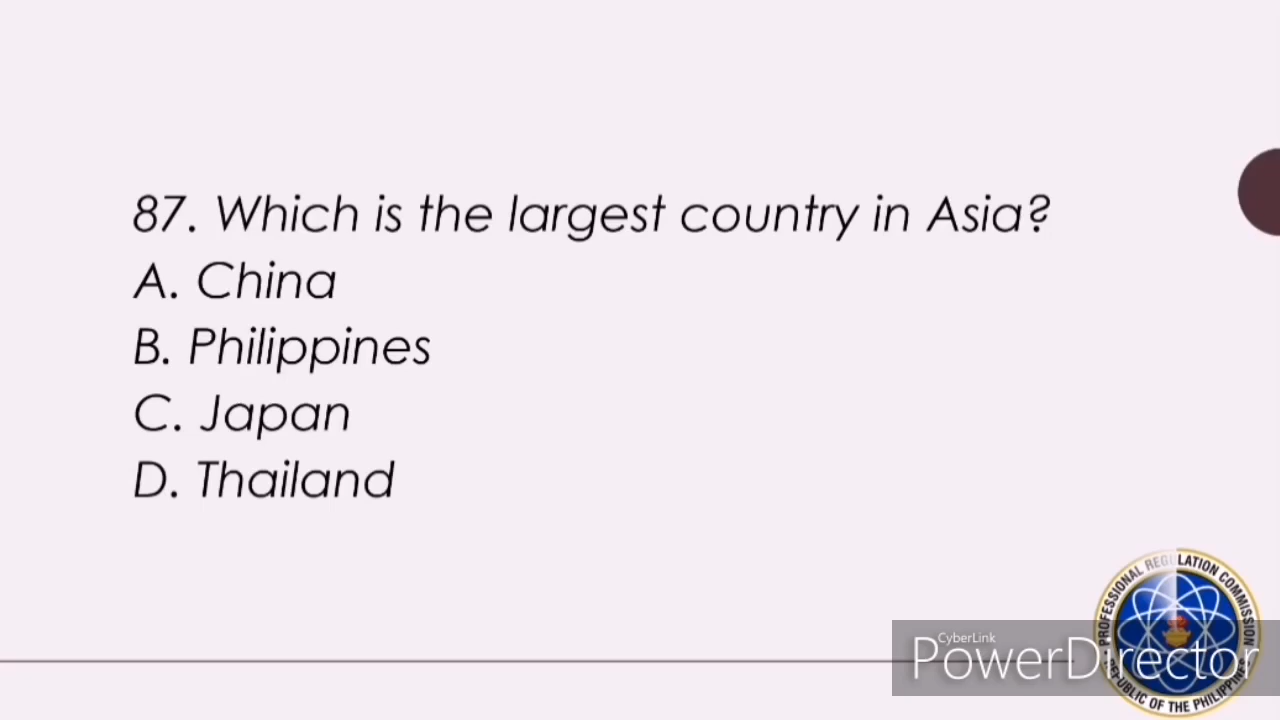 87. Which is the largest country in Asia?
A. China
B. Philippines
C. Japan
D. Thailand
PROFESSIONAL REGULATION COMMISSION
CyberLink
PowerDirector
REPUBLIC OF THE PHILIPPINES